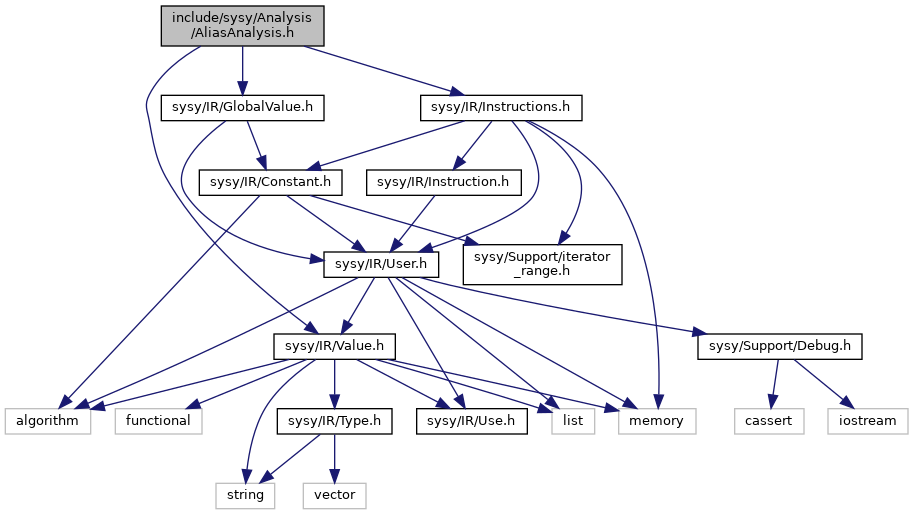 include/sysy/Analysis
/AliasAnalysis.h
sysy/IR/GlobalValue.h
sysy/IR/Instructions.h
sysy/IR/Constant.h
sysy/IR/Instruction.h
sysy/IR/User.h
sysy/Support/iterator
_range.h
sysy/IR/Value.h
sysy/Support/Debug.h
algorithm
functional
sysy/IR/Type.h
sysy/IR/Use.h
list
memory
cassert
iostream
string
vector